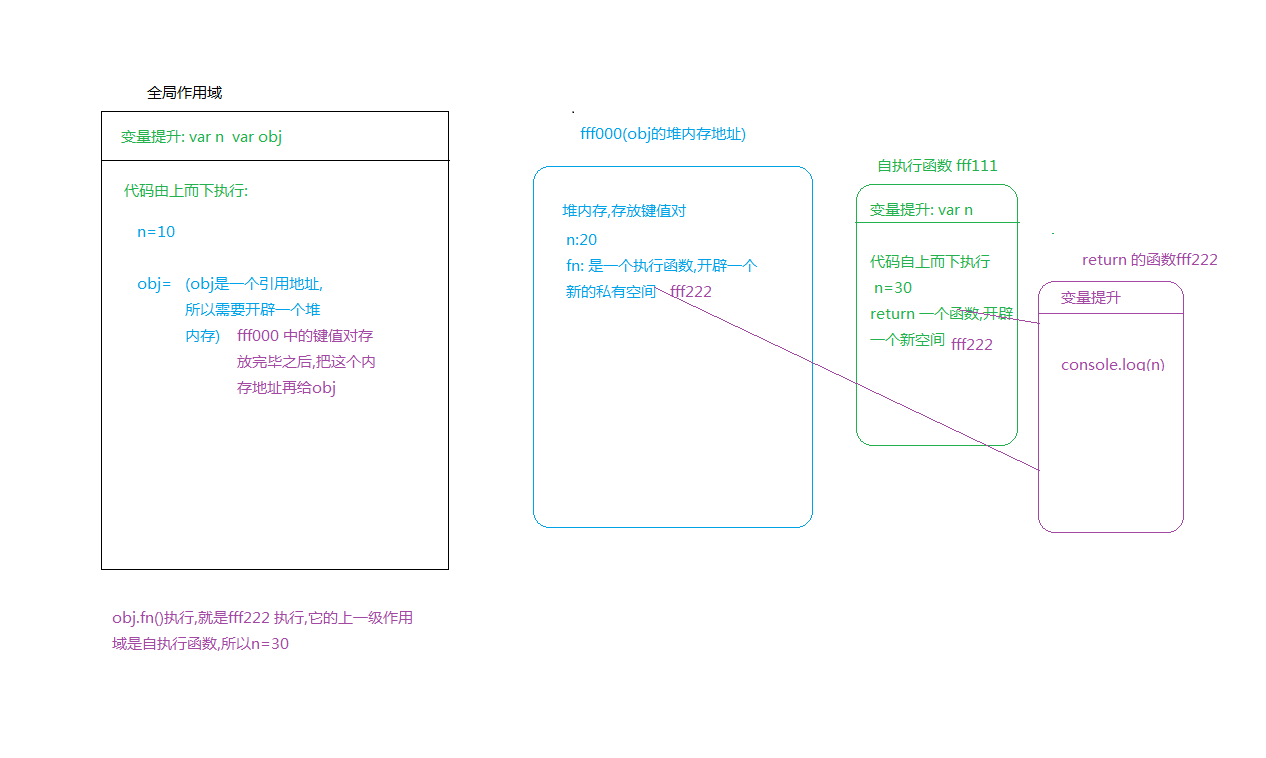 全局作用域
变量提升: var n  var obj
代码由上而下执行:
n=10
obj= (obj是一个引用地址,
所以需要开辟一个堆
内存) fff000 中的键值对存
放完毕之后,把这个内
存地址再给obj
fff000(obj的堆内存地址)
堆内存,存放键值对
n:20
fn: 是一个执行函数,开辟一个
新的私有空间 fff222
自执行函数 fff111
变量提升: var n
代码自上而下执行
n=30
return 一个函数,开辟
一个新空间 fff222
return 的函数fff222
变量提升
console.log(n)
obj.fn()执行,就是fff222 执行,它的上一级作用
域是自执行函数,所以n=30